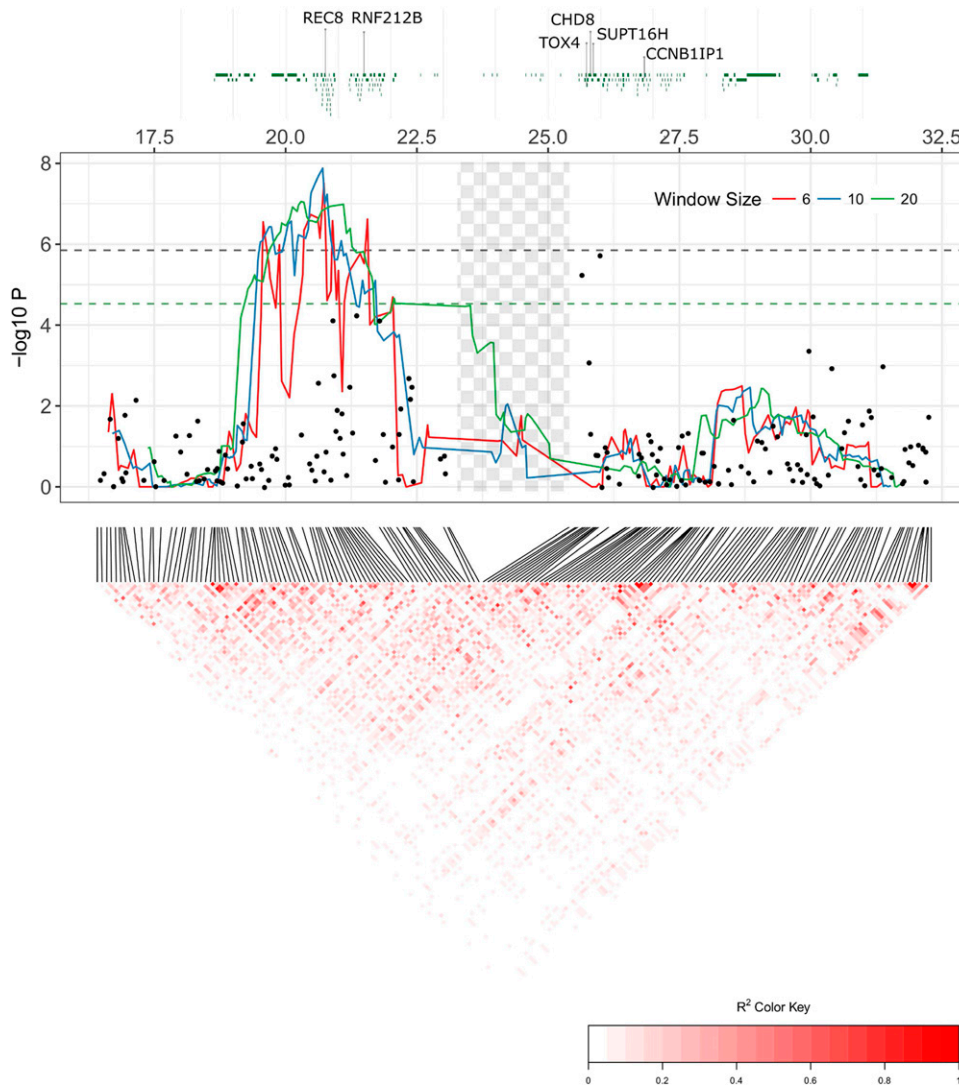 REC8 RNF212B
CHD8
TOX4 SUPT16H
CCNB1IP1
17.5 20.0 22.5 25.0 27.5 30.0 32.5
8
Window Size 6 10 20
6
4
2
0
−log10 P
R² Color Key
0 0.2 0.4 0.6 0.8 1